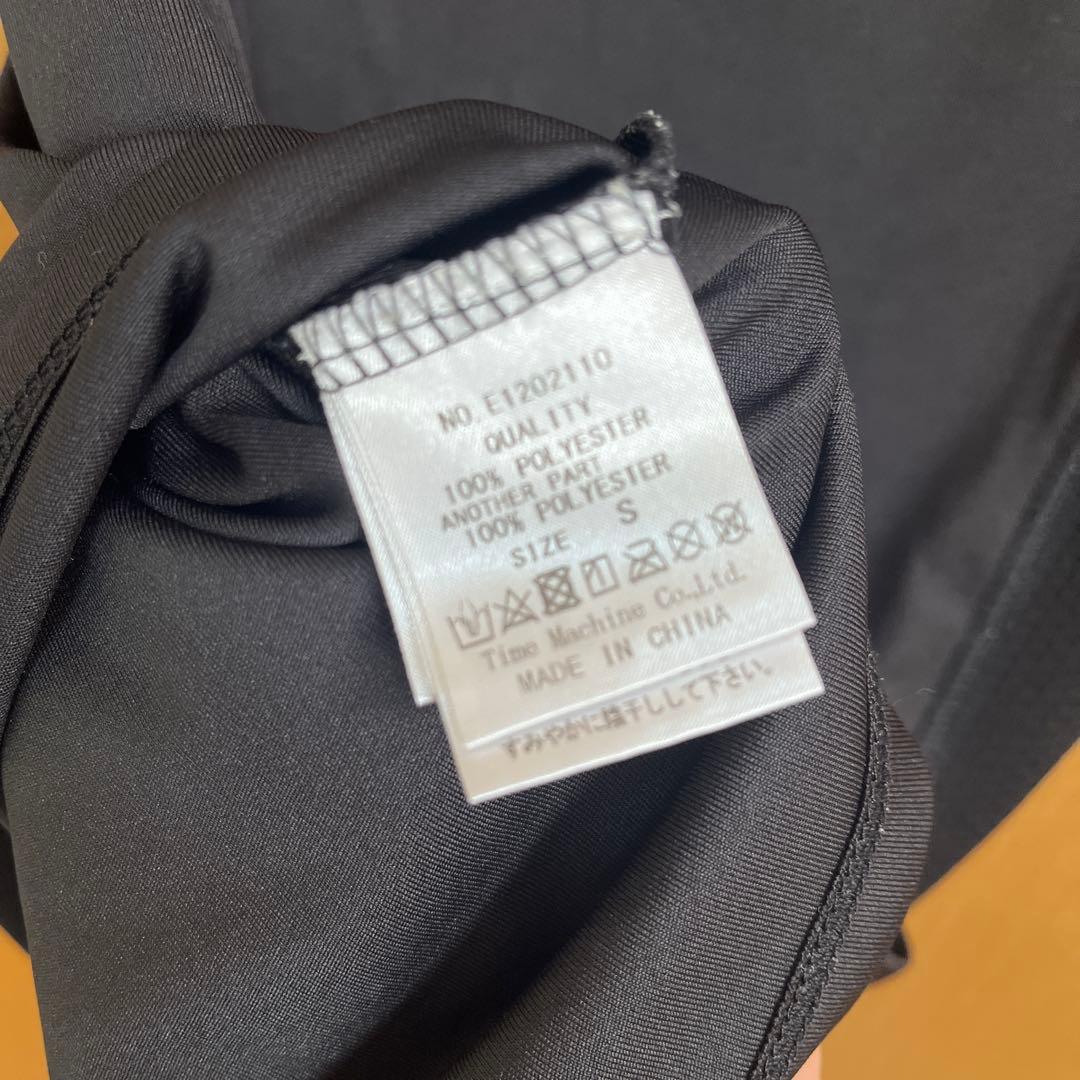 NO. E1202110
QUALITY
100% POLYESTER
ANOTHER PART
100% POLYESTER
SIZE S
Time Machine Co.,Ltd.
MADE IN CHINA
すみやかに陰干しして下さい。